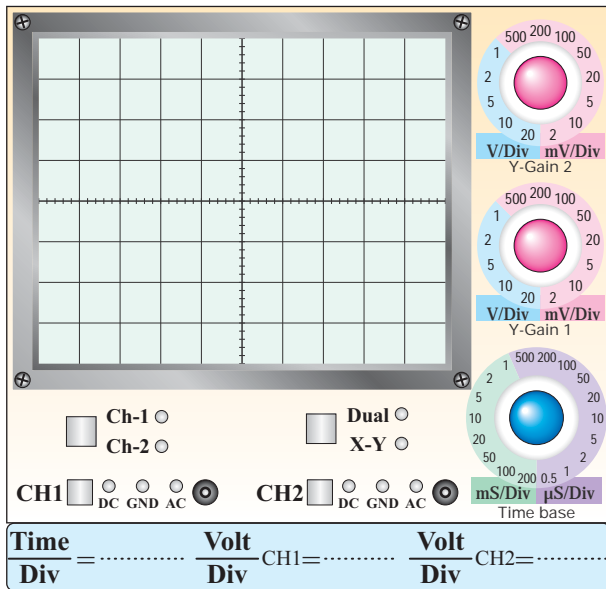 500 200 100
1 50
2 20
5 10
10 5
20 2
V/Div mV/Div
Y-Gain 2
500 200 100
1 50
2 20
5 10
10 5
20 2
V/Div mV/Div
Y-Gain 1
500 200 100
1 50
2 20
5 10
10 5
20 2
50 1
100 200 0.5
mS/Div µS/Div
Time base
Ch-1
Ch-2
Dual
X-Y
CH1 DC GND AC
CH2 DC GND AC
Time/Div =............ Volt/Div CH1=.......... Volt/Div CH2=..........